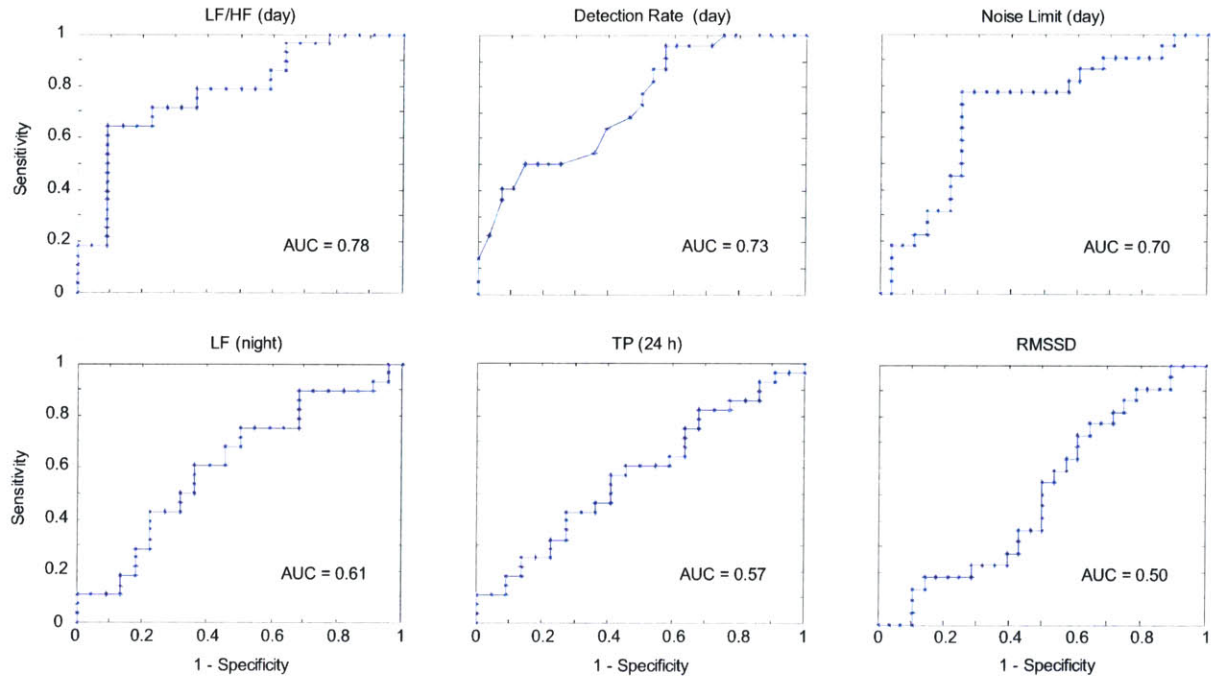 LF/HF (day)
Detection Rate (day)
Noise Limit (day)
1
0.8
0.6
0.4
0.2
0
Sensitivity
AUC = 0.78
AUC = 0.73
AUC = 0.70
LF (night)
TP (24 h)
RMSSD
1
0.8
0.6
0.4
0.2
0
Sensitivity
AUC = 0.61
AUC = 0.57
AUC = 0.50
0 0.2 0.4 0.6 0.8 1
0 0.2 0.4 0.6 0.8 1
0 0.2 0.4 0.6 0.8 1
1 - Specificity
1 - Specificity
1 - Specificity